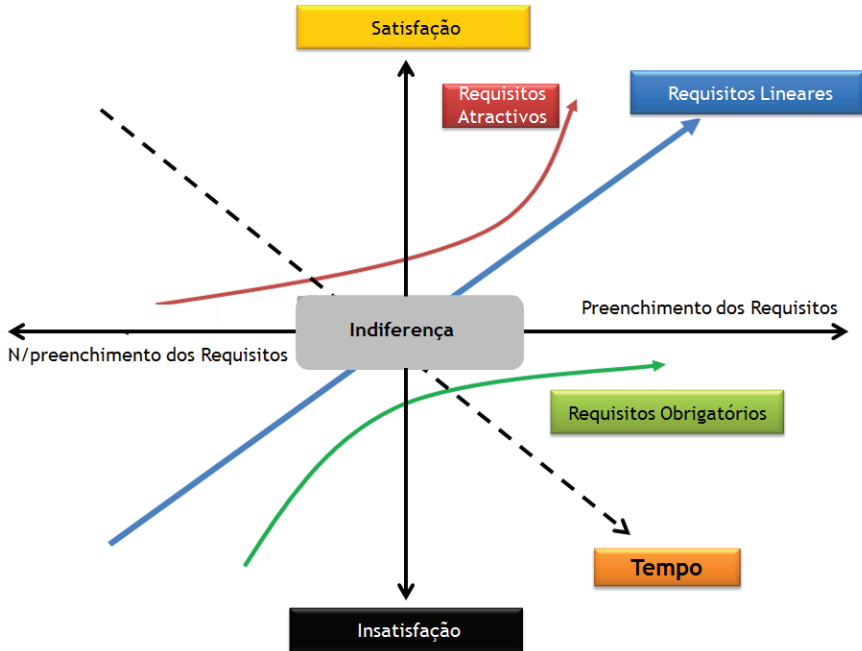 Satisfação
Requisitos
Atractivos
Requisitos Lineares
Preenchimento dos Requisitos
Indiferença
N/preenchimento dos Requisitos
Requisitos Obrigatórios
Tempo
Insatisfação